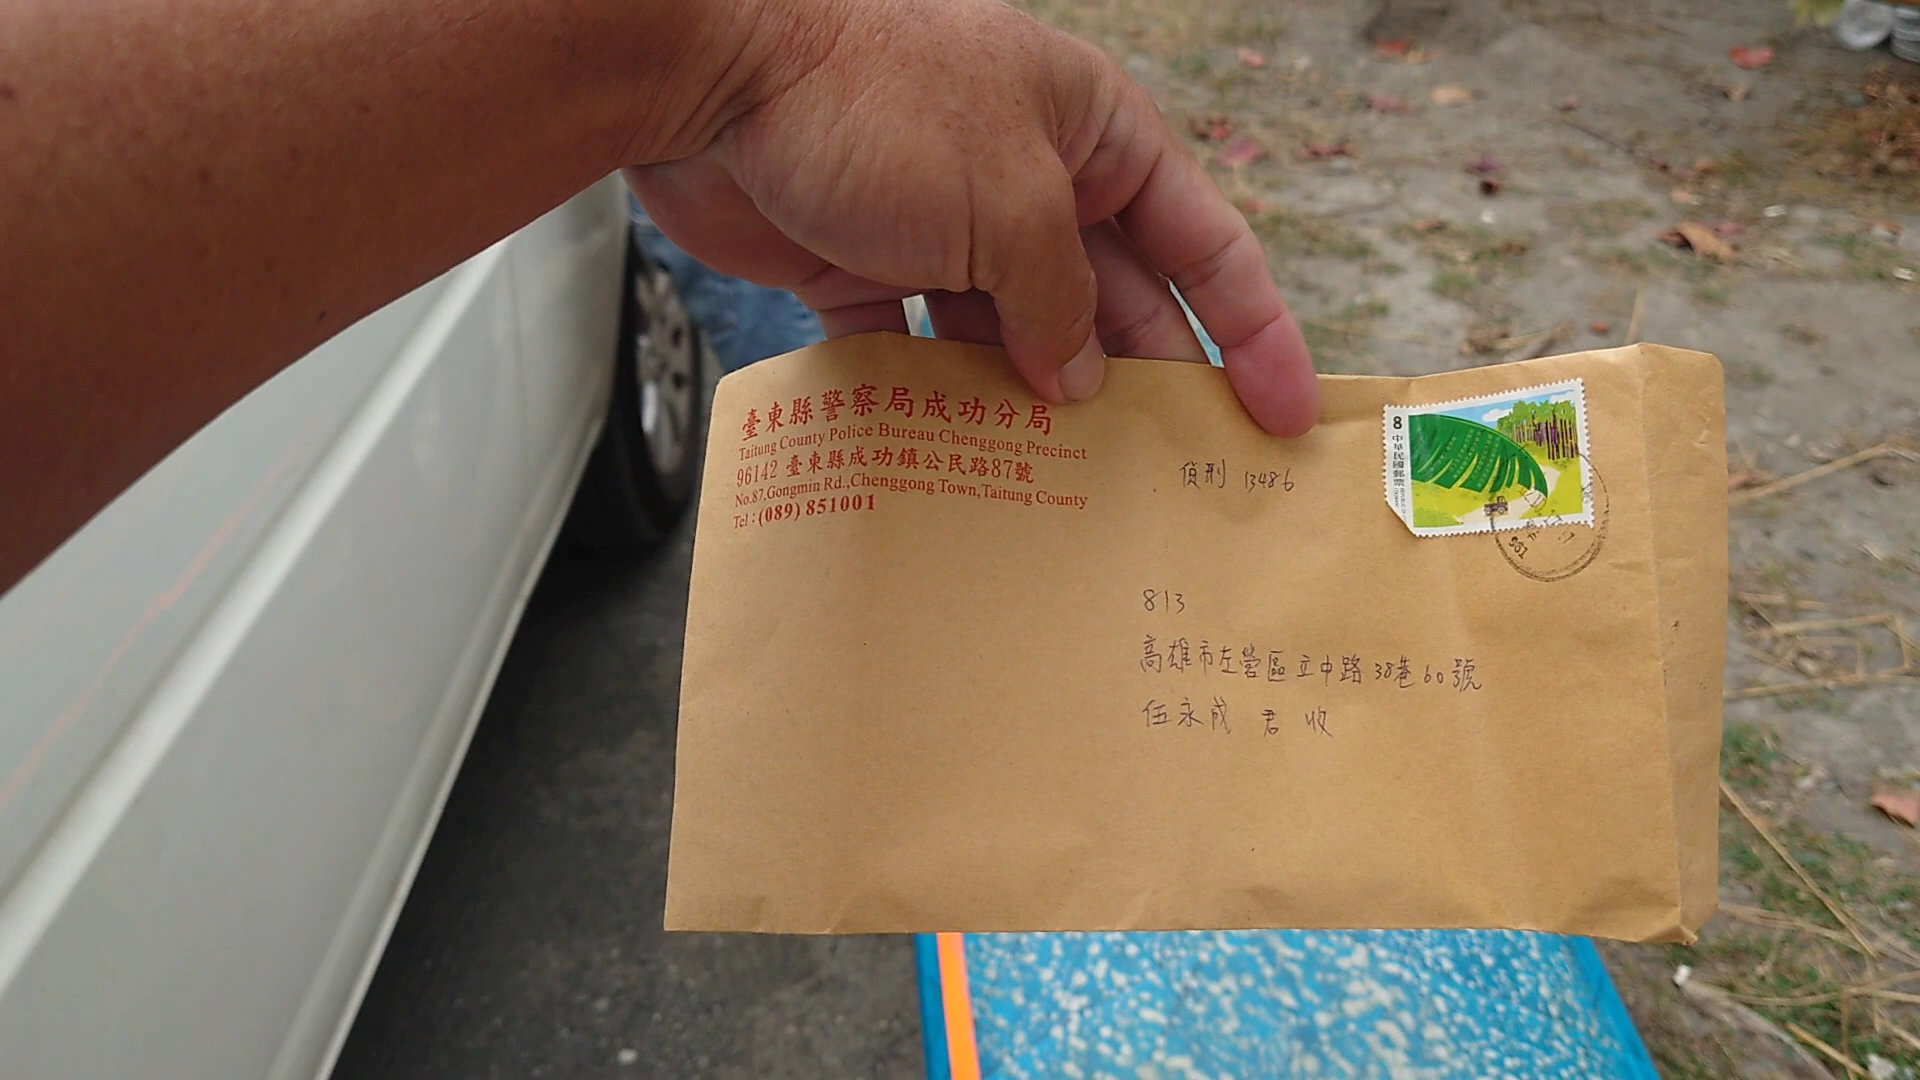 臺東縣警察局成功分局
Taitung County Police Bureau Chenggong Precinct
96142 臺東縣成功鎮公民路87號
No.87,Gongmin Rd.,Chenggong Town,Taitung County
Tel：(089) 851001
偵刑 13486
8
中華民國郵票
813
高雄市左營區立中路38巷60號
伍永成 君 收